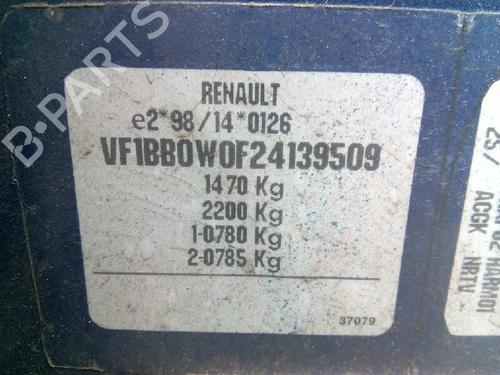 B-PARTS
RENAULT
e2*98/14*0126
VF1BB0W0F24139509
1470 Kg
2200 Kg
1-0780 Kg
2-0785 Kg
37079
ACGK NRTV